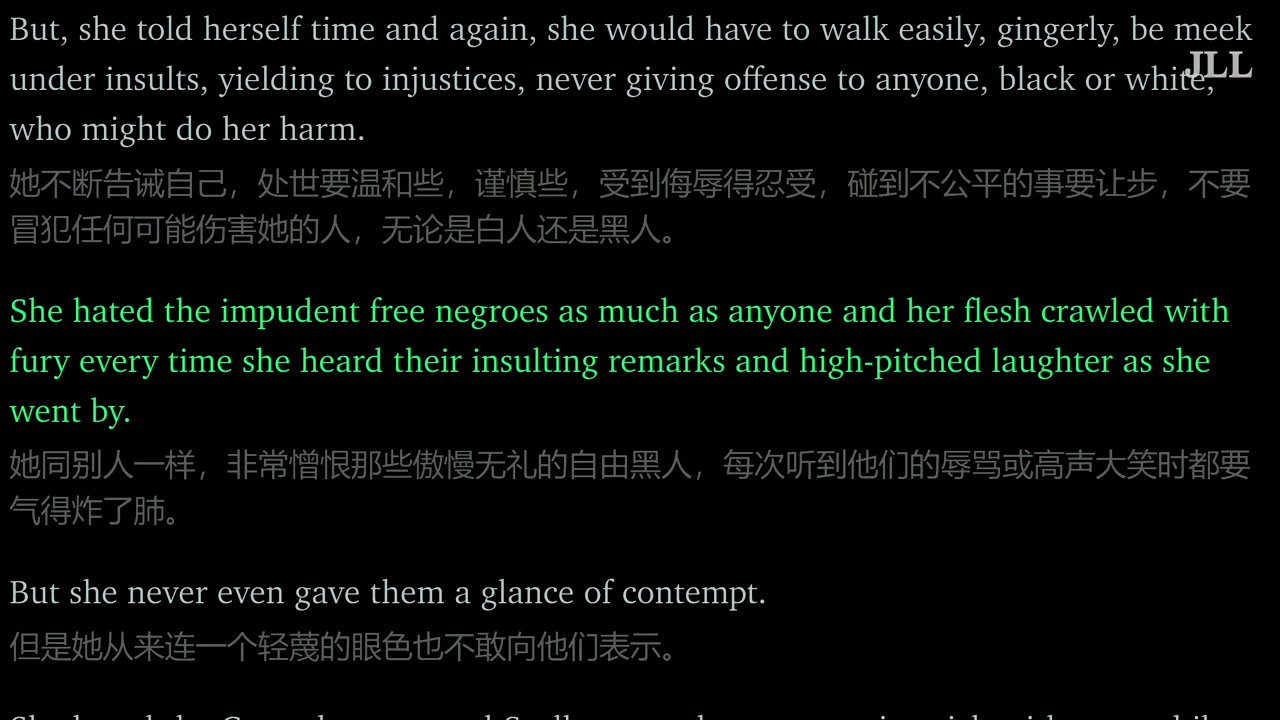 But, she told herself time and again, she would have to walk easily, gingerly, be meek
JLL
under insults, yielding to injustices, never giving offense to anyone, black or white,
who might do her harm.
她不断告诫自己，处世要温和些，谨慎些，受到侮辱得忍受，碰到不公平的事要让步，不要
冒犯任何可能伤害她的人，无论是白人还是黑人。
She hated the impudent free negroes as much as anyone and her flesh crawled with
fury every time she heard their insulting remarks and high-pitched laughter as she
went by.
她同别人一样，非常憎恨那些傲慢无礼的自由黑人，每次听到他们的辱骂或高声大笑时都要
气得炸了肺。
But she never even gave them a glance of contempt.
但是她从来连一个轻蔑的眼色也不敢向他们表示。